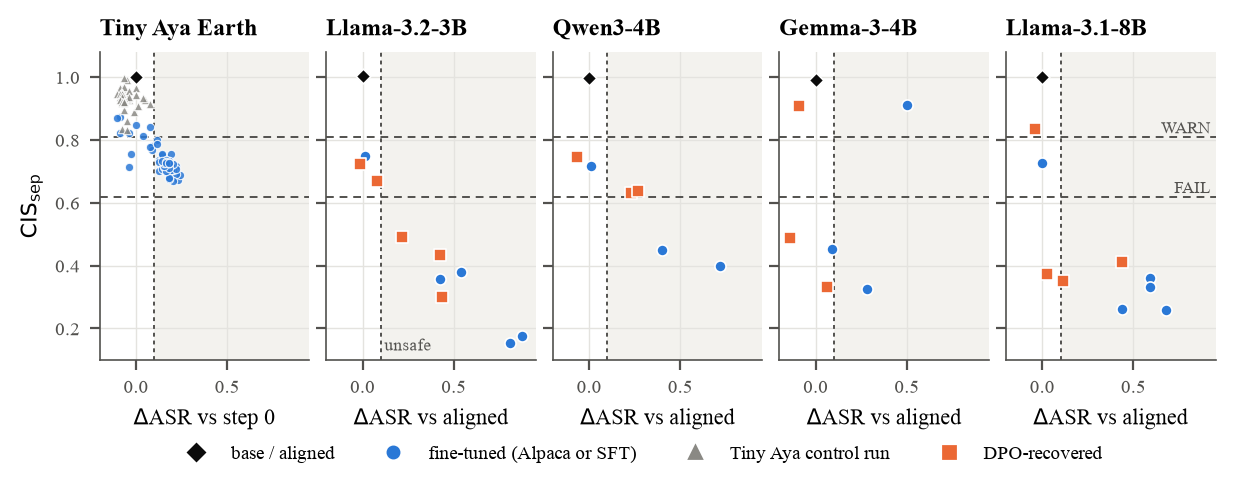 Tiny Aya Earth
Llama-3.2-3B
Qwen3-4B
Gemma-3-4B
Llama-3.1-8B
CISsep
1.0
0.8
0.6
0.4
0.2
WARN
FAIL
unsafe
0.0 0.5
0.0 0.5
0.0 0.5
0.0 0.5
0.0 0.5
ΔASR vs step 0
ΔASR vs aligned
ΔASR vs aligned
ΔASR vs aligned
ΔASR vs aligned
base / aligned
fine-tuned (Alpaca or SFT)
Tiny Aya control run
DPO-recovered